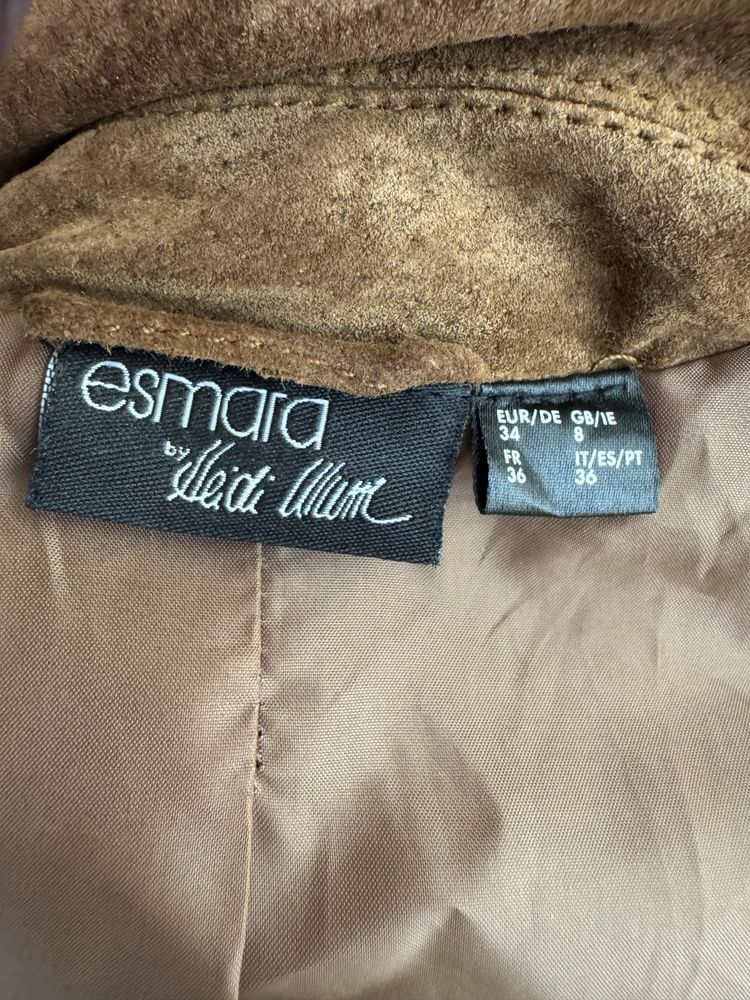 esmara
by Heidi Klum
EUR/DE GB/IE
34 8
FR IT/ES/PT
36 36